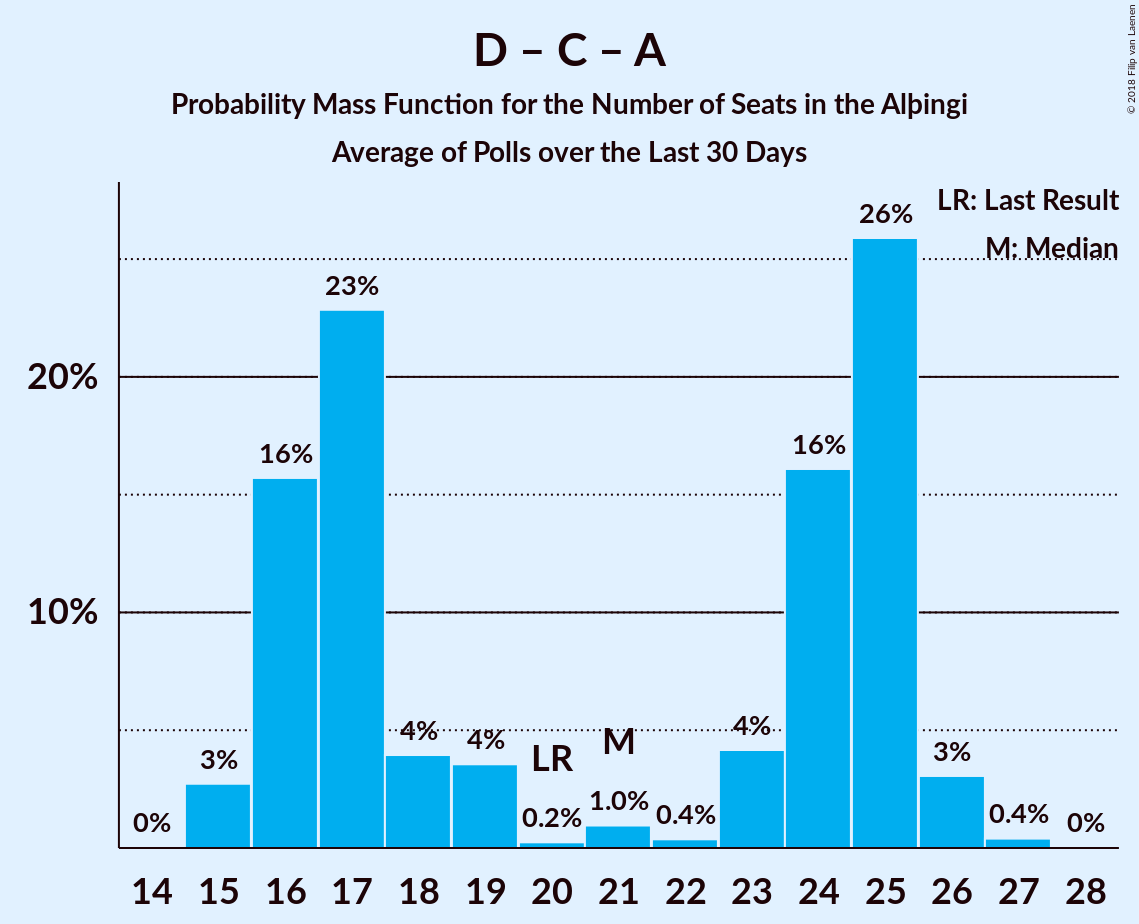 D – C – A
Probability Mass Function for the Number of Seats in the Alþingi
Average of Polls over the Last 30 Days
© 2018 Filip van Laenen
LR: Last Result
M: Median
26%
23%
20%
16%
16%
10%
4%
4%
4%
3%
3%
LR
M
0%
0.2%
1.0%
0.4%
0.4%
0%
14 15 16 17 18 19 20 21 22 23 24 25 26 27 28